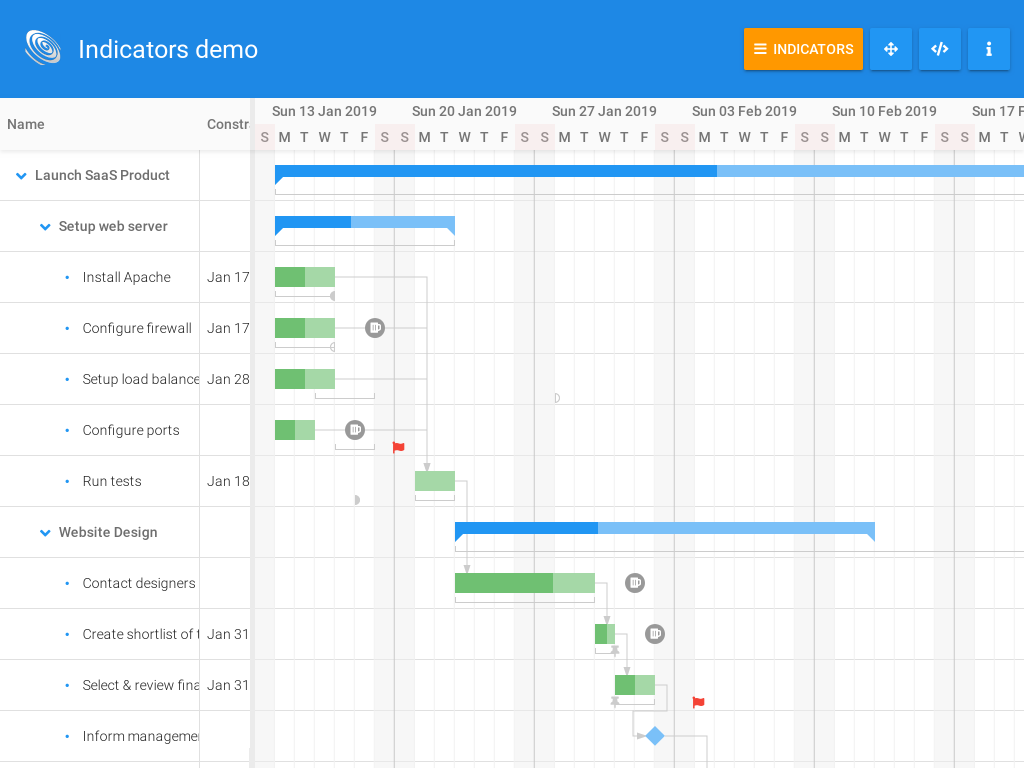 Indicators demo
INDICATORS
Name
Constr
Sun 13 Jan 2019 Sun 20 Jan 2019 Sun 27 Jan 2019 Sun 03 Feb 2019 Sun 10 Feb 2019 Sun 17 F
S M T W T F S S M T W T F S S M T W T F S S M T W T F S S M T W T F S S M T W
Launch SaaS Product
Setup web server
Install Apache Jan 17
Configure firewall Jan 17
Setup load balance Jan 28
Configure ports
Run tests Jan 18
Website Design
Contact designers
Create shortlist of t Jan 31
Select & review fina Jan 31
Inform manageme